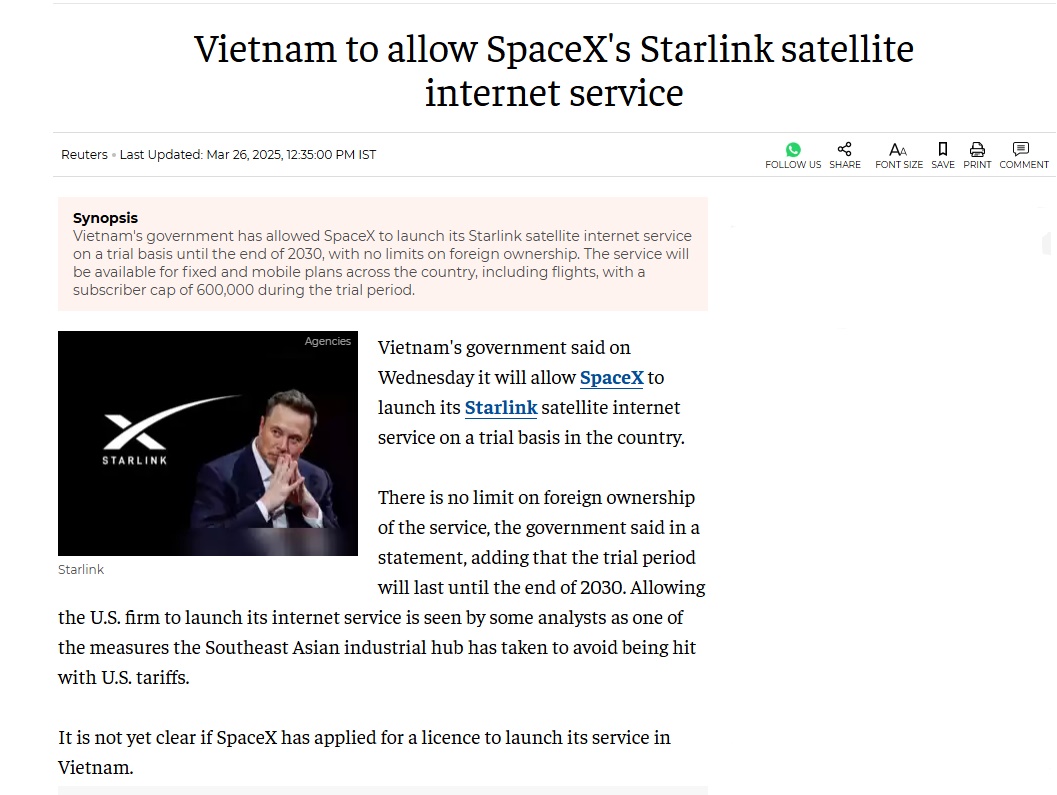 Vietnam to allow SpaceX's Starlink satellite
internet service
Reuters • Last Updated: Mar 26, 2025, 12:35:00 PM IST
FOLLOW US SHARE FONT SIZE SAVE PRINT COMMENT
Synopsis
Vietnam's government has allowed SpaceX to launch its Starlink satellite internet service
on a trial basis until the end of 2030, with no limits on foreign ownership. The service will
be available for fixed and mobile plans across the country, including flights, with a
subscriber cap of 600,000 during the trial period.
Agencies
STARLINK
Starlink
Vietnam's government said on
Wednesday it will allow SpaceX to
launch its Starlink satellite internet
service on a trial basis in the country.
There is no limit on foreign ownership
of the service, the government said in a
statement, adding that the trial period
will last until the end of 2030. Allowing
the U.S. firm to launch its internet service is seen by some analysts as one of
the measures the Southeast Asian industrial hub has taken to avoid being hit
with U.S. tariffs.
It is not yet clear if SpaceX has applied for a licence to launch its service in
Vietnam.